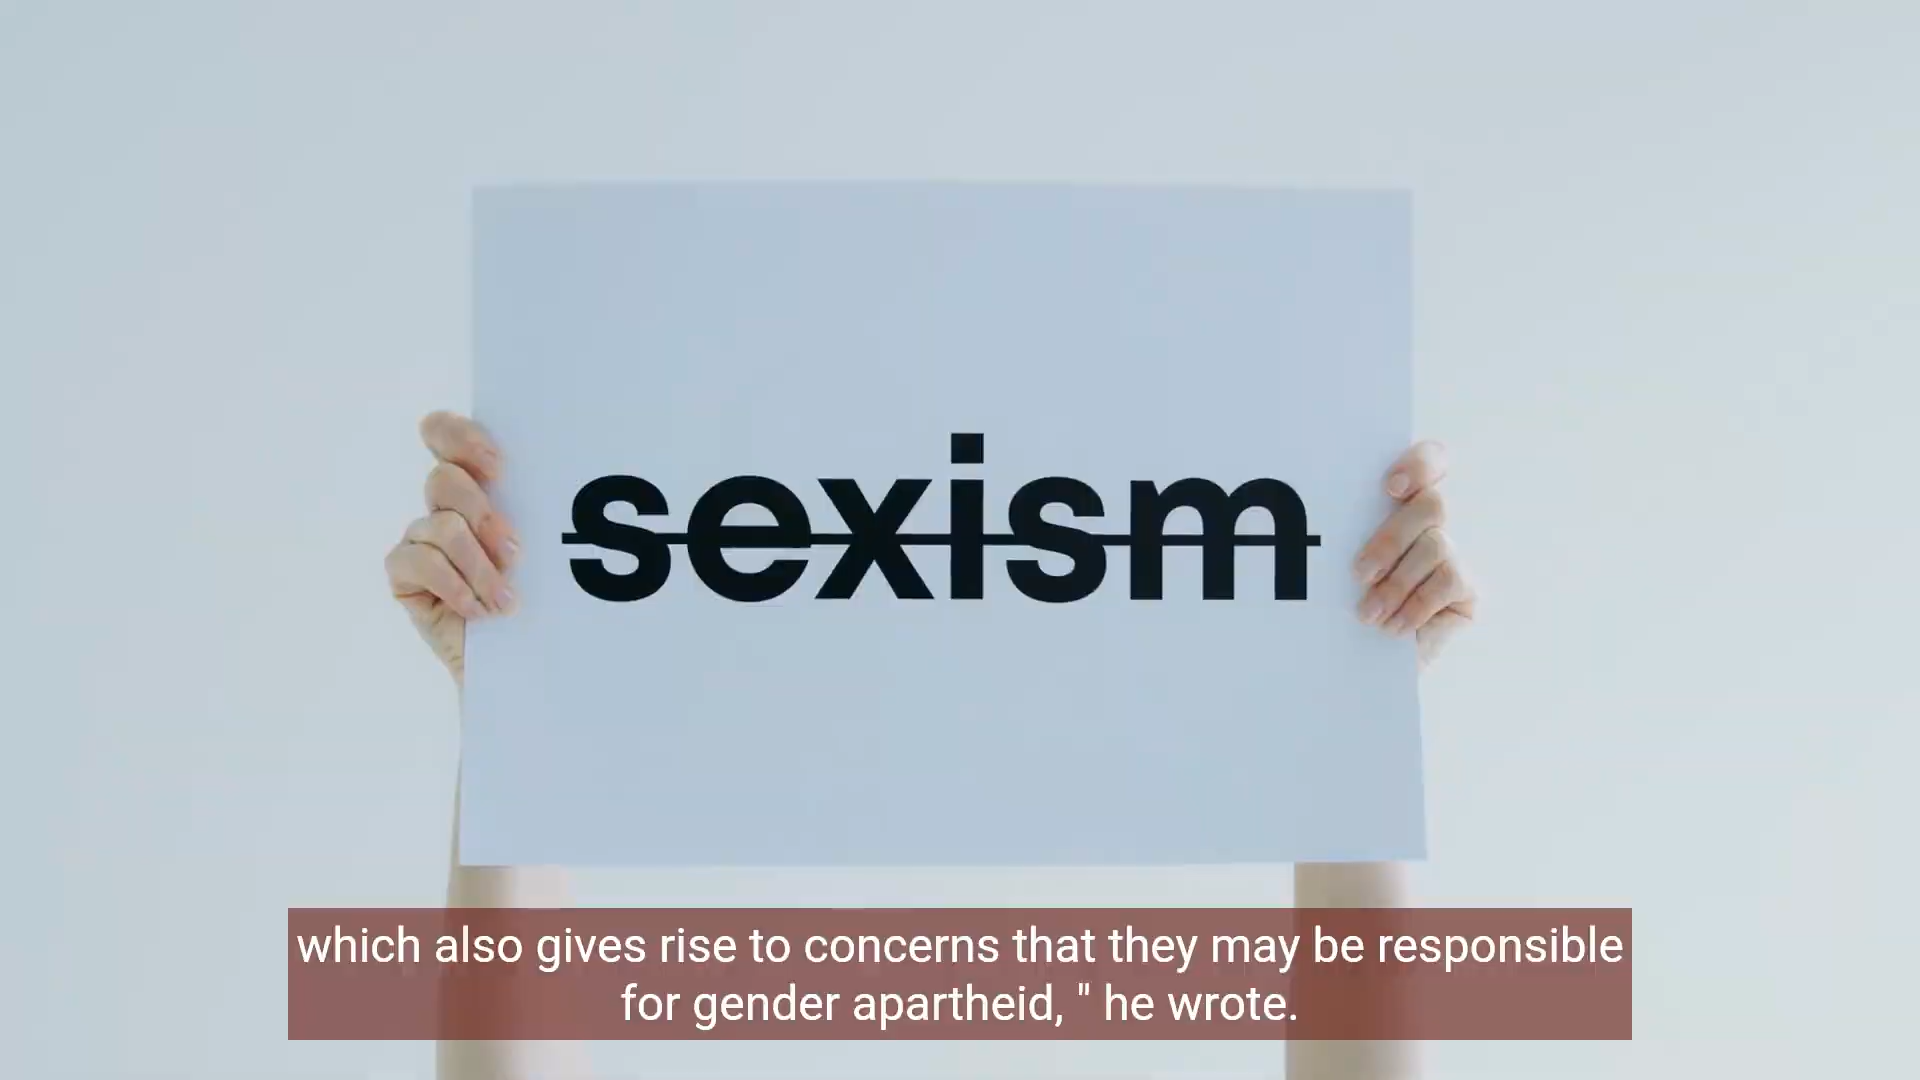 sexism
which also gives rise to concerns that they may be responsible
for gender apartheid, " he wrote.